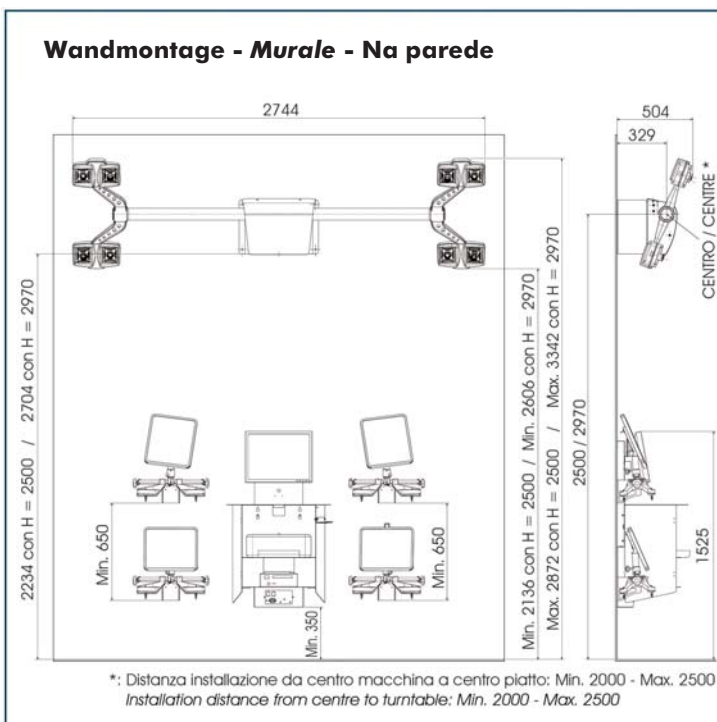 Wandmontage - Murale - Na parede
2744
504
329
CENTRO / CENTRE *
2234 con H = 2500 / 2704 con H = 2970
Min. 2136 con H = 2500 / Min. 2606 con H = 2970
Max. 2872 con H = 2500 / Max. 3342 con H = 2970
2500 / 2970
Min. 650
Min. 650
1525
Min. 350
*: Distanza installazione da centro macchina a centro piatto: Min. 2000 - Max. 2500
Installation distance from centre to turntable: Min. 2000 - Max. 2500